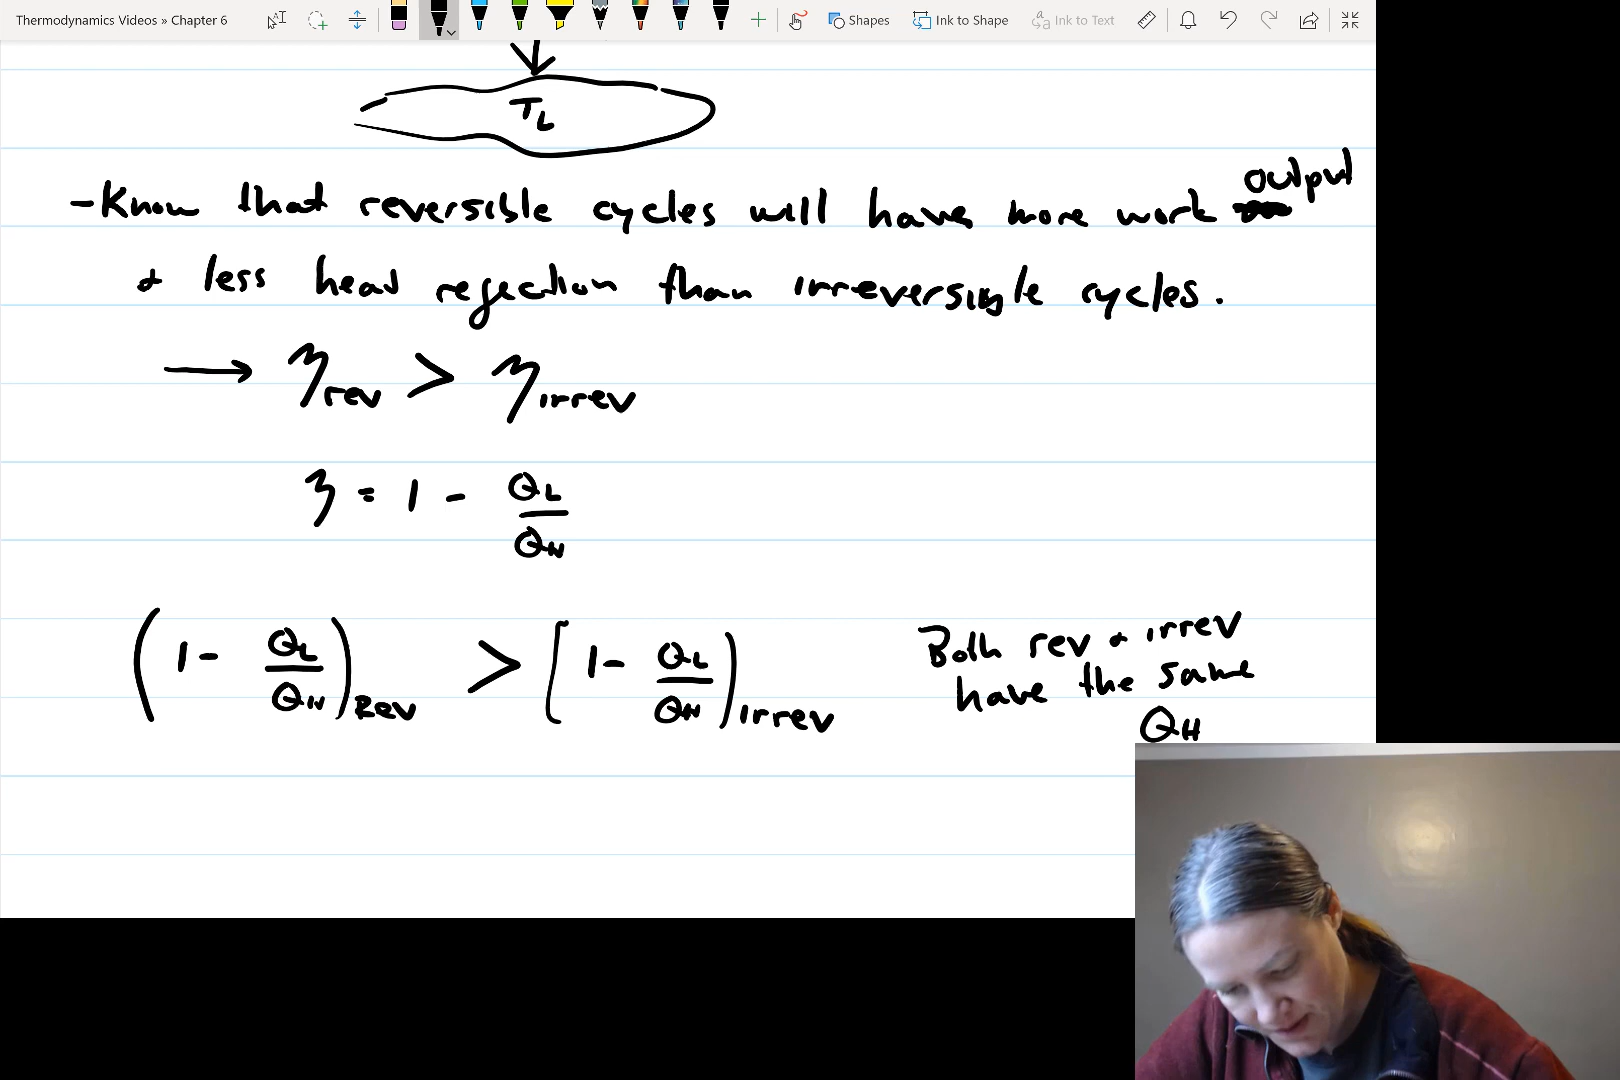 Thermodynamics Videos » Chapter 6
Shapes
Ink to Shape
Ink to Text
TL
- Know that reversible cycles will have more work output
+ less head rejection than irreversible cycles.
→ ηrev > ηirrev
η = 1 - QL/QH
(1 - QL/QH)Rev > [1 - QL/QH)irrev
Both rev + irrev
have the same
QH